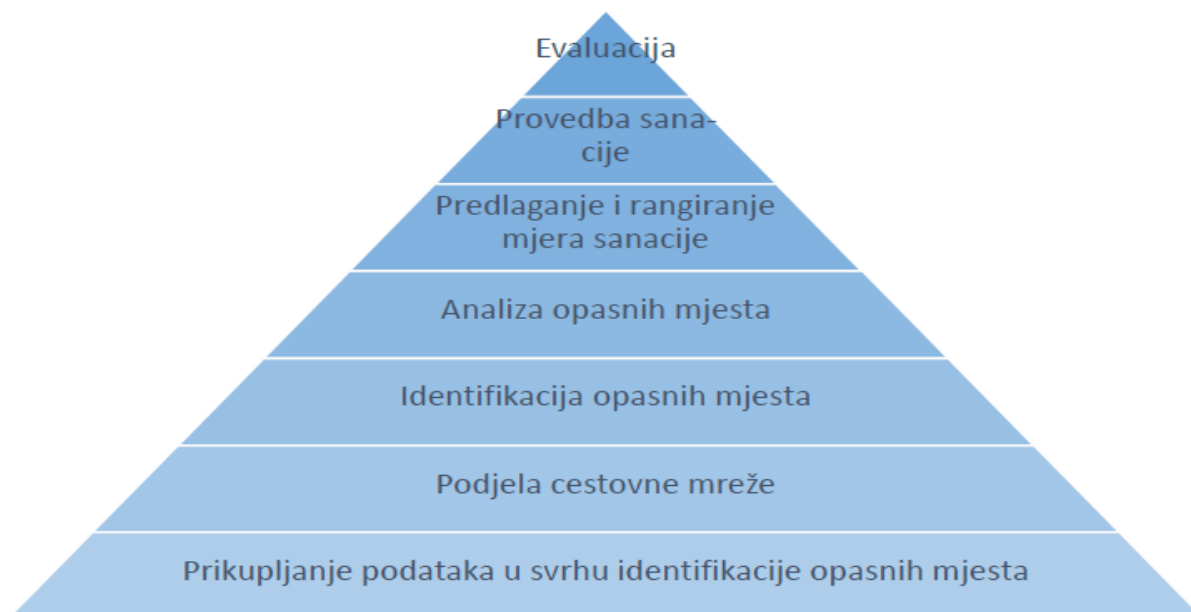 Evaluacija
Provedba sana-
cije
Predlaganje i rangiranje
mjera sanacije
Analiza opasnih mjesta
Identifikacija opasnih mjesta
Podjela cestovne mreže
Prikupljanje podataka u svrhu identifikacije opasnih mjesta